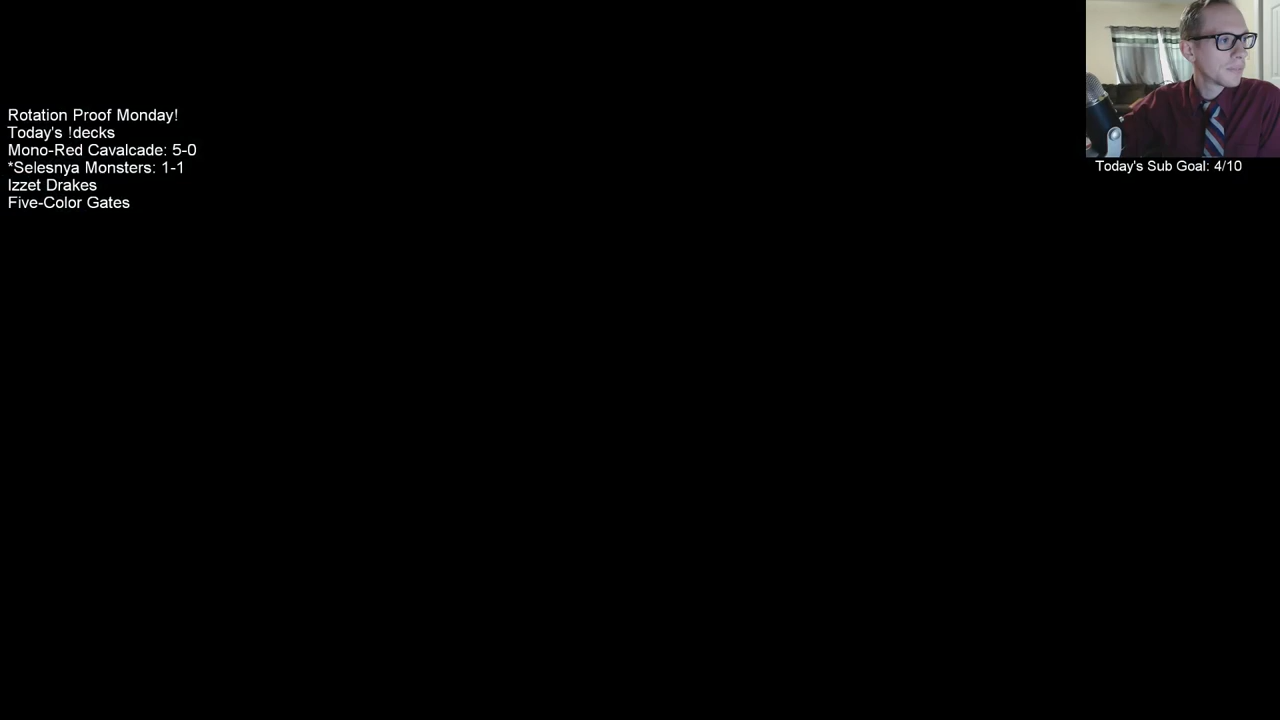 Rotation Proof Monday!
Today's !decks
Mono-Red Cavalcade: 5-0
*Selesnya Monsters: 1-1
Izzet Drakes
Five-Color Gates
Today's Sub Goal: 4/10